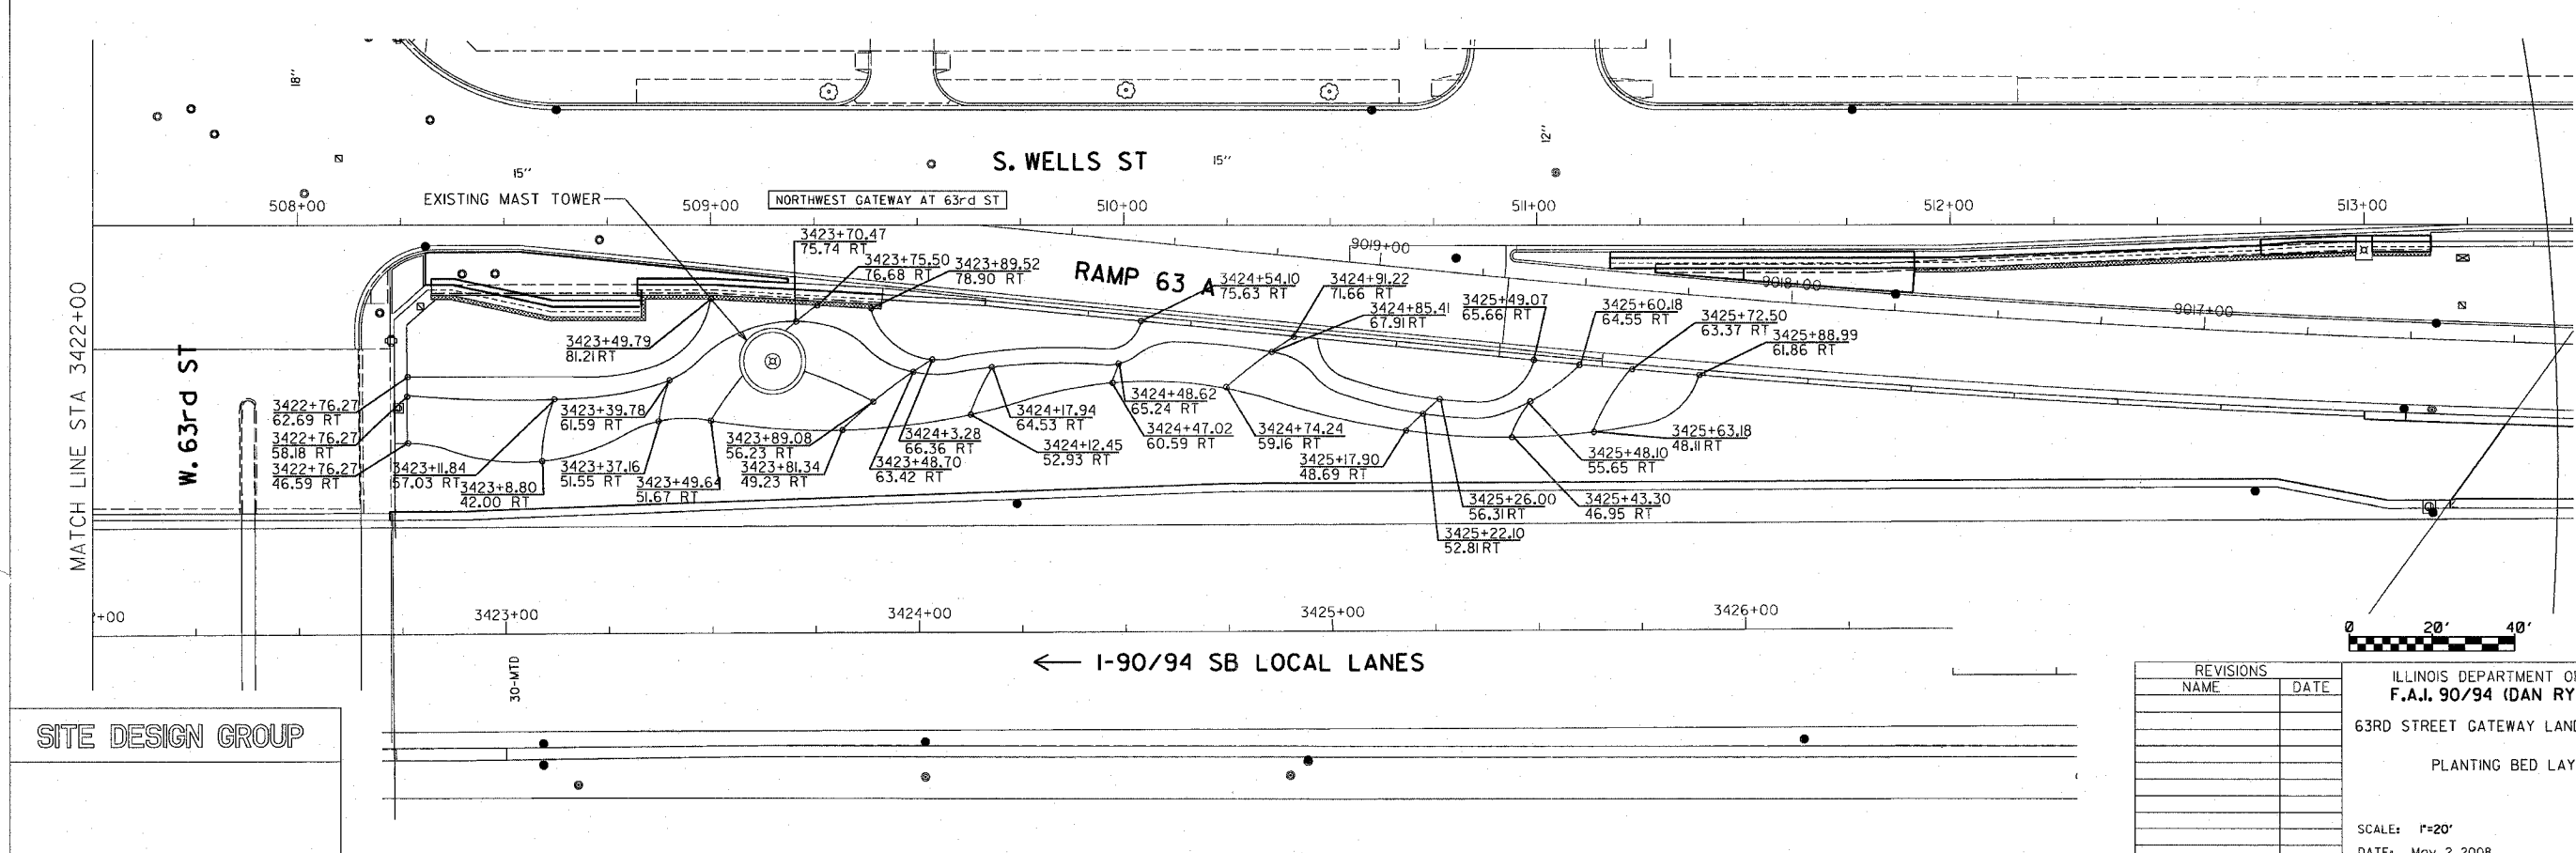 18"
12"
S. WELLS ST
15"
15"
EXISTING MAST TOWER
NORTHWEST GATEWAY AT 63rd ST
508+00
509+00
510+00
511+00
512+00
513+00
3423+70.47
75.74 RT
3423+75.50
76.68 RT
3423+89.52
78.90 RT
RAMP 63 A
9019+00
9018+00
9017+00
3424+54.10
75.63 RT
3424+91.22
71.66 RT
3424+85.41
67.91 RT
3425+49.07
65.66 RT
3425+60.18
64.55 RT
3425+72.50
63.37 RT
3425+88.99
61.86 RT
MATCH LINE STA 3422+00
W. 63rd ST
3423+49.79
81.21 RT
3422+76.27
62.69 RT
3422+76.27
58.18 RT
3422+76.27
46.59 RT
3423+11.84
57.03 RT
3423+8.80
42.00 RT
3423+39.78
61.59 RT
3423+37.16
51.55 RT
3423+49.64
51.67 RT
3423+89.08
56.23 RT
3423+81.34
49.23 RT
3424+3.28
66.36 RT
3423+48.70
63.42 RT
3424+17.94
64.53 RT
3424+12.45
52.93 RT
3424+48.62
65.24 RT
3424+47.02
60.59 RT
3424+74.24
59.16 RT
3425+17.90
48.69 RT
3425+63.18
48.11 RT
3425+48.10
55.65 RT
3425+26.00
56.31 RT
3425+43.30
46.95 RT
3425+22.10
52.81 RT
+00
3423+00
3424+00
3425+00
3426+00
0 20' 40'
← I-90/94 SB LOCAL LANES
30-MTD
SITE DESIGN GROUP
REVISIONS
NAME DATE
ILLINOIS DEPARTMENT O
F.A.I. 90/94 (DAN RY
63RD STREET GATEWAY LAN
PLANTING BED LAY
SCALE: 1"=20'
DATE: May 2, 2008